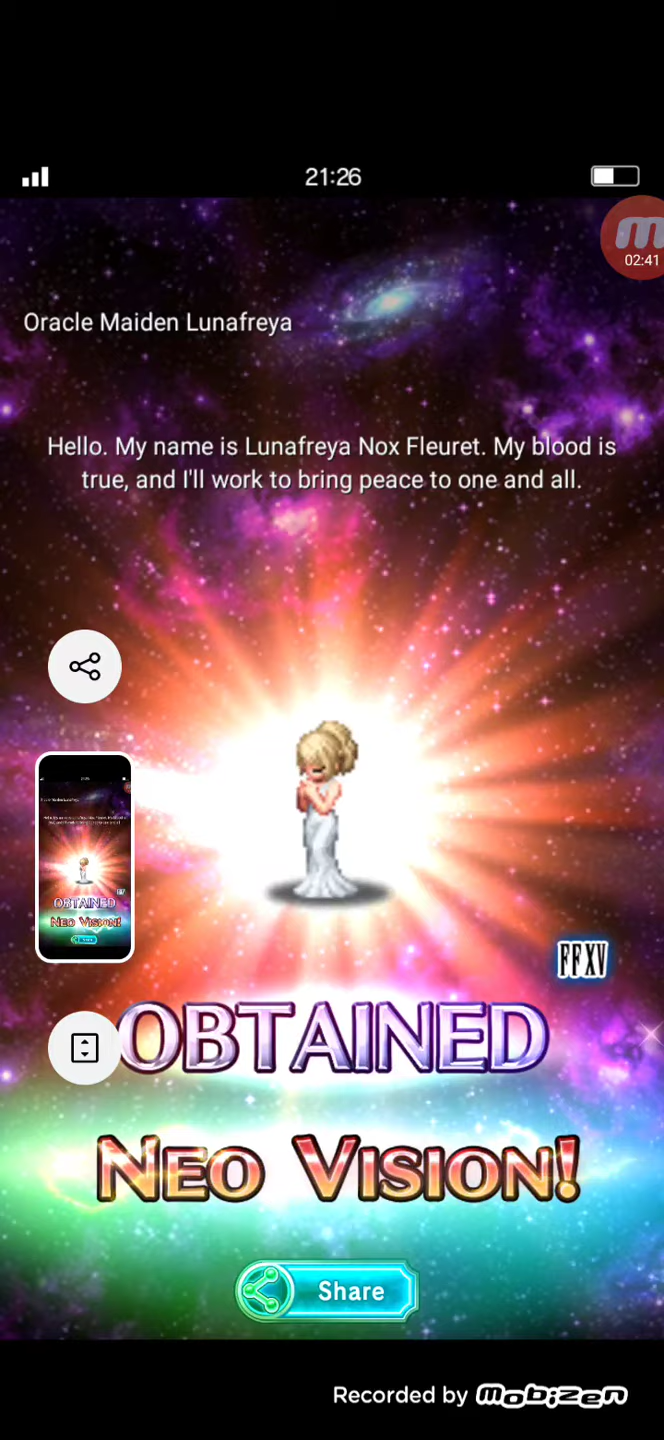 21:26
02:41
Oracle Maiden Lunafreya
Hello. My name is Lunafreya Nox Fleuret. My blood is
true, and I'll work to bring peace to one and all.
FFXV
OBTAINED
NEO VISION!
Share
Recorded by mobizen